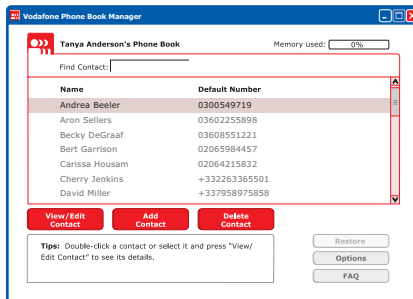 Vodafone Phone Book Manager
Tanya Anderson's Phone Book
Memory used: 0%
Find Contact:
Name Default Number
Andrea Beeler 0300549719
Aron Sellers 03602255898
Becky DeGraaf 03608551221
Bert Garrison 02065984457
Carissa Housam 02064215832
Cherry Jenkins +332263365501
David Miller +337958975858
View/Edit Contact
Add Contact
Delete Contact
Tips: Double-click a contact or select it and press "View/
Edit Contact" to see its details.
Restore
Options
FAQ